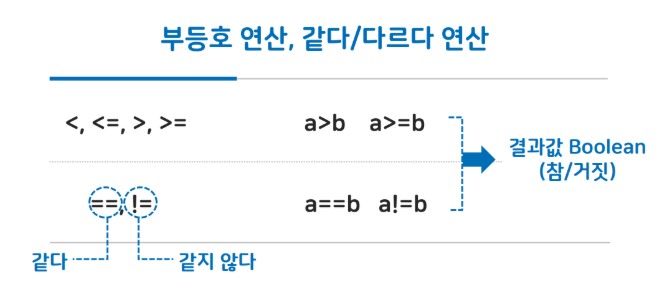 부등호 연산, 같다/다르다 연산
<, <=, >, >= a>b a>=b
결과값 Boolean
(참/거짓)
==, != a==b a!=b
같다 같지 않다